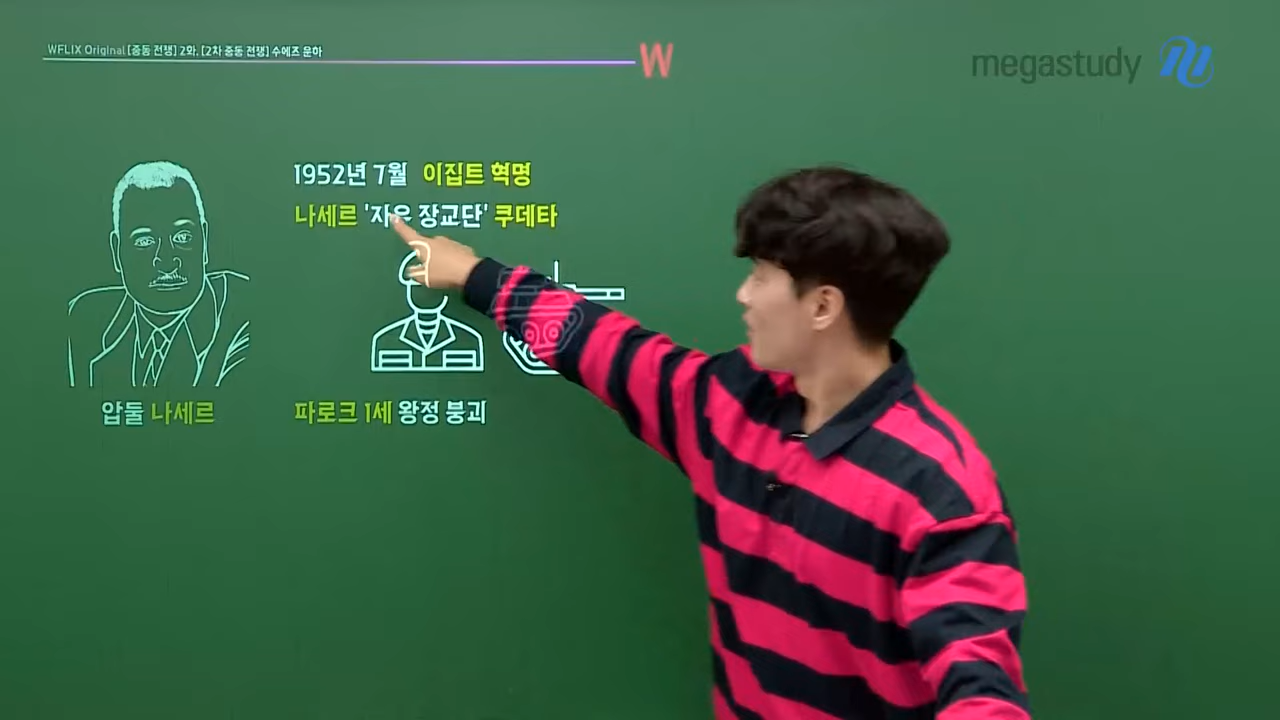 WFLIX Original [중동 전쟁] 2화. [2차 중동 전쟁] 수에즈 운하
W
megastudy
1952년 7월 이집트 혁명
나세르 '자유 장교단' 쿠데타
압둘 나세르
파로크 1세 왕정 붕괴